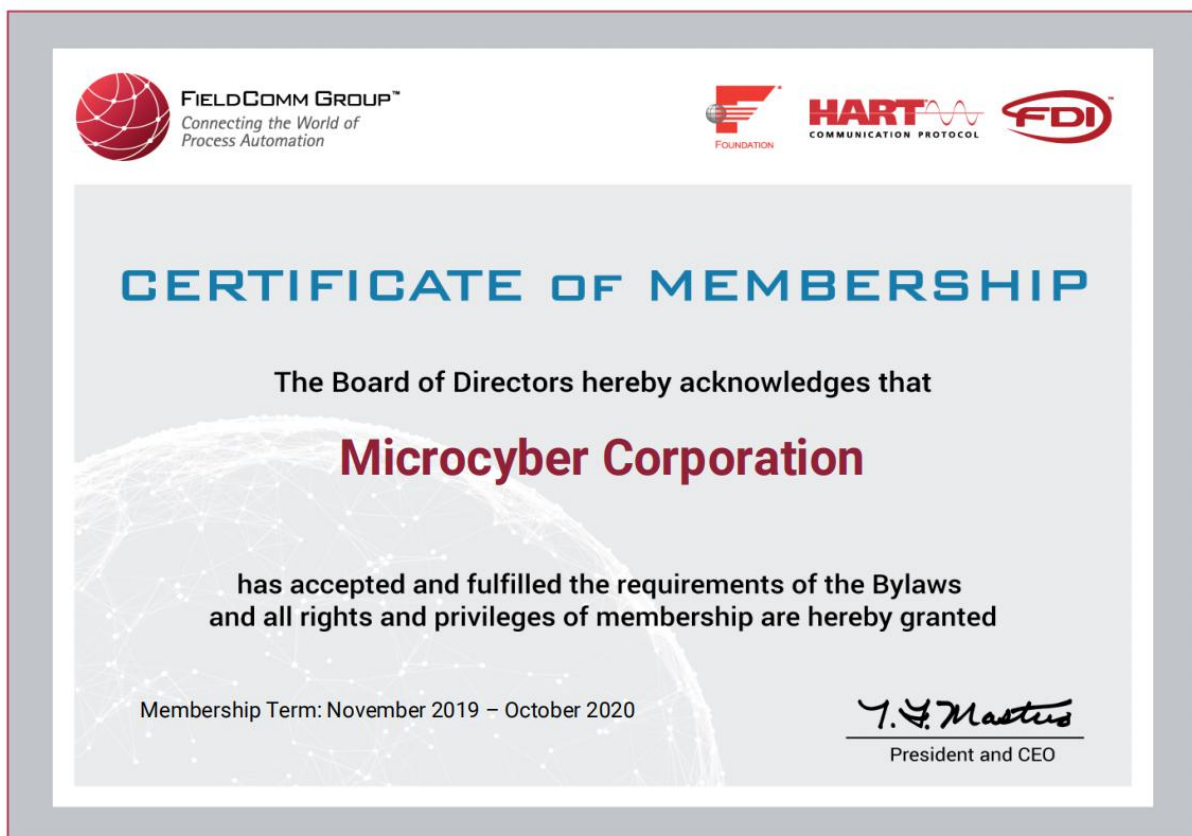 FIELDCOMM GROUP™
Connecting the World of
Process Automation
FOUNDATION
HART
COMMUNICATION PROTOCOL
FDI™
CERTIFICATE OF MEMBERSHIP
The Board of Directors hereby acknowledges that
Microcyber Corporation
has accepted and fulfilled the requirements of the Bylaws
and all rights and privileges of membership are hereby granted
Membership Term: November 2019 – October 2020
T.F. Masters
President and CEO